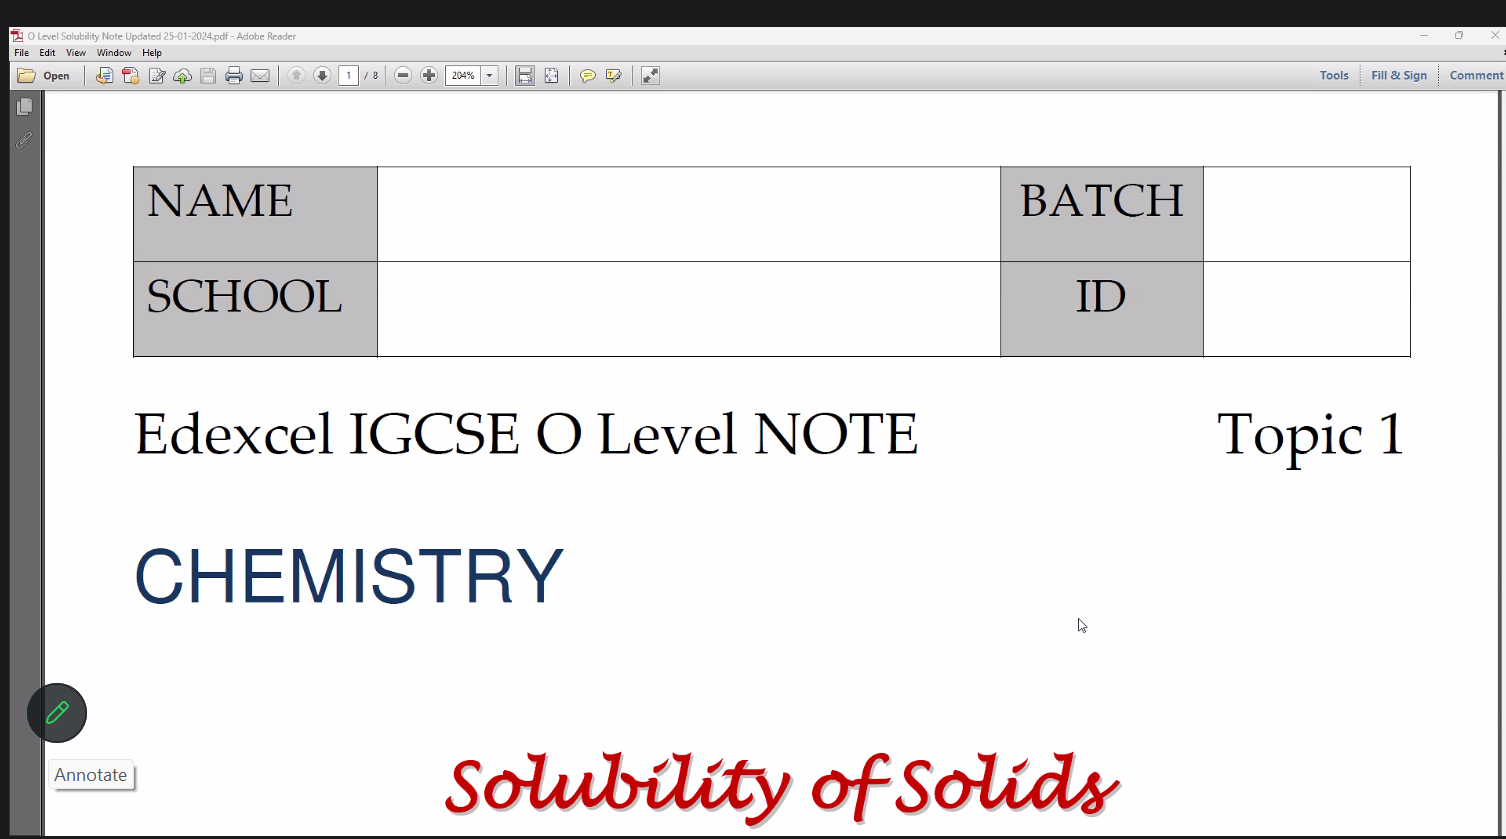 O Level Solubility Note Updated 25-01-2024.pdf - Adobe Reader
File Edit View Window Help
Open 1 / 8 204% Tools Fill & Sign Comment
NAME BATCH
SCHOOL ID
Edexcel IGCSE O Level NOTE Topic 1
CHEMISTRY
Annotate
Solubility of Solids